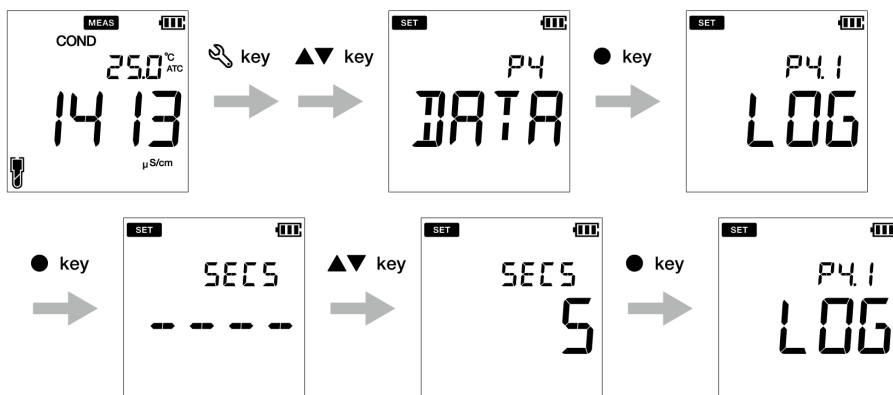 MEAS
COND
25.0 °C
ATC
1413
µS/cm
key
▲▼ key
SET
P4
DATA
● key
SET
P4.1
LOG
● key
SET
SECS
----
▲▼ key
SET
SECS
5
● key
SET
P4.1
LOG